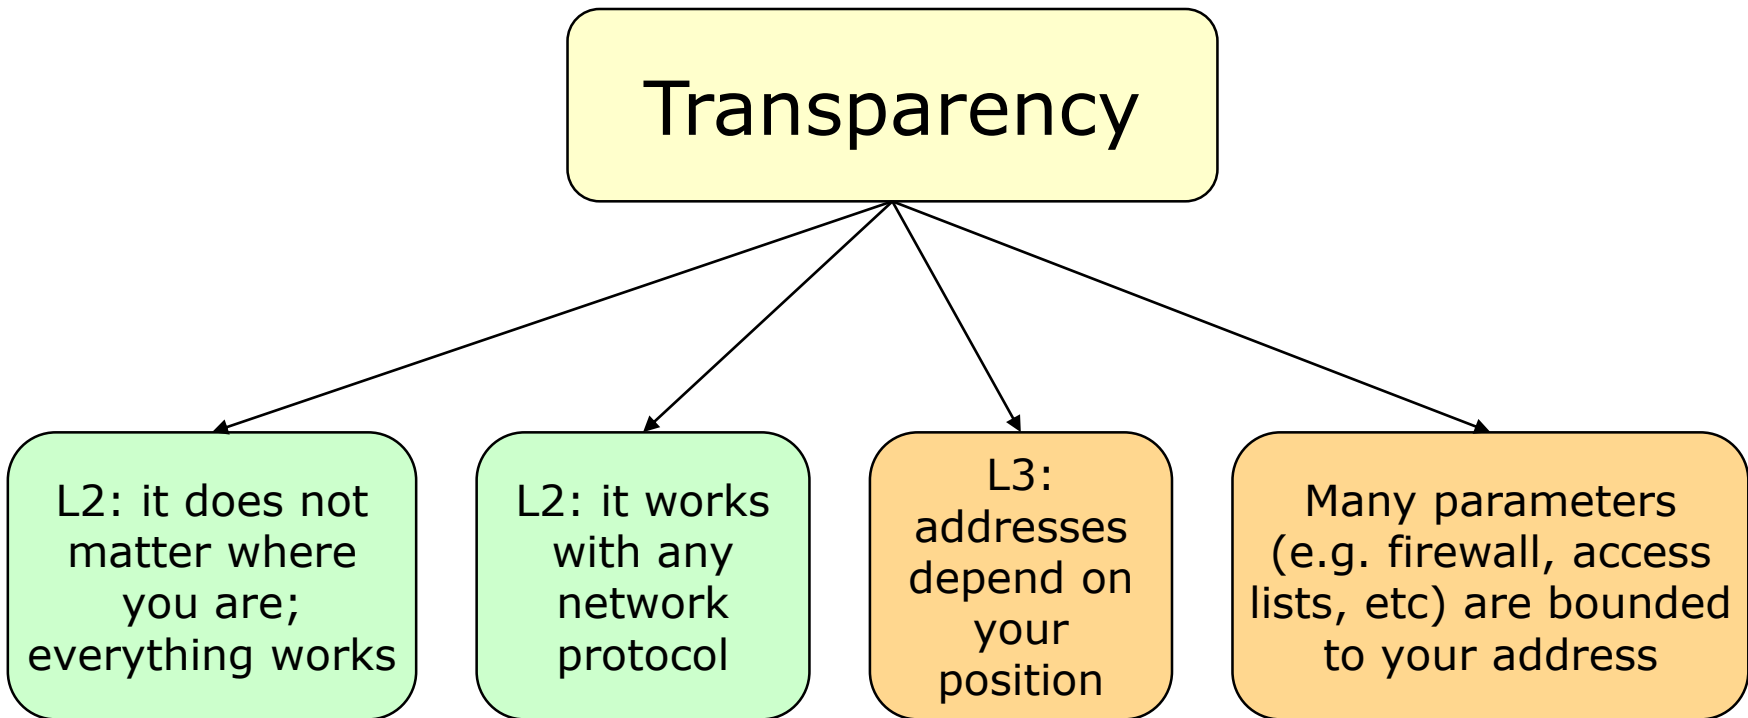 Transparency
L2: it does not
matter where
you are;
everything works
L2: it works
with any
network
protocol
L3:
addresses
depend on
your
position
Many parameters
(e.g. firewall, access
lists, etc) are bounded
to your address